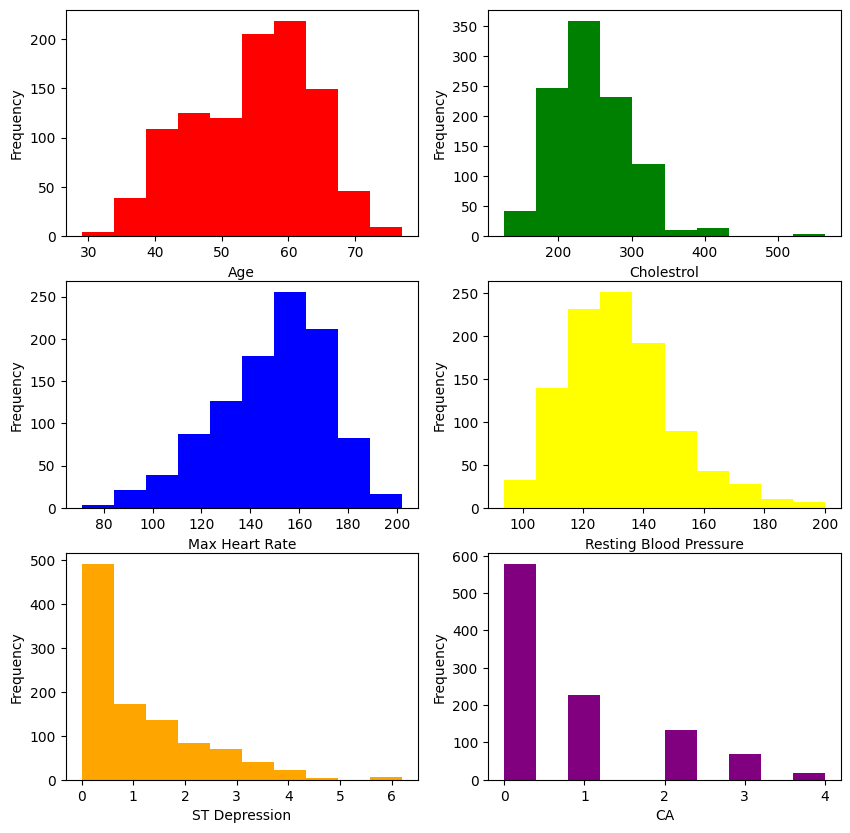 200
150
100
50
0
Frequency
30 40 50 60 70
Age
350
300
250
200
150
100
50
0
Frequency
200 300 400 500
Cholestrol
250
200
150
100
50
0
Frequency
80 100 120 140 160 180 200
Max Heart Rate
250
200
150
100
50
0
Frequency
100 120 140 160 180 200
Resting Blood Pressure
500
400
300
200
100
0
Frequency
0 1 2 3 4 5 6
ST Depression
600
500
400
300
200
100
0
Frequency
0 1 2 3 4
CA